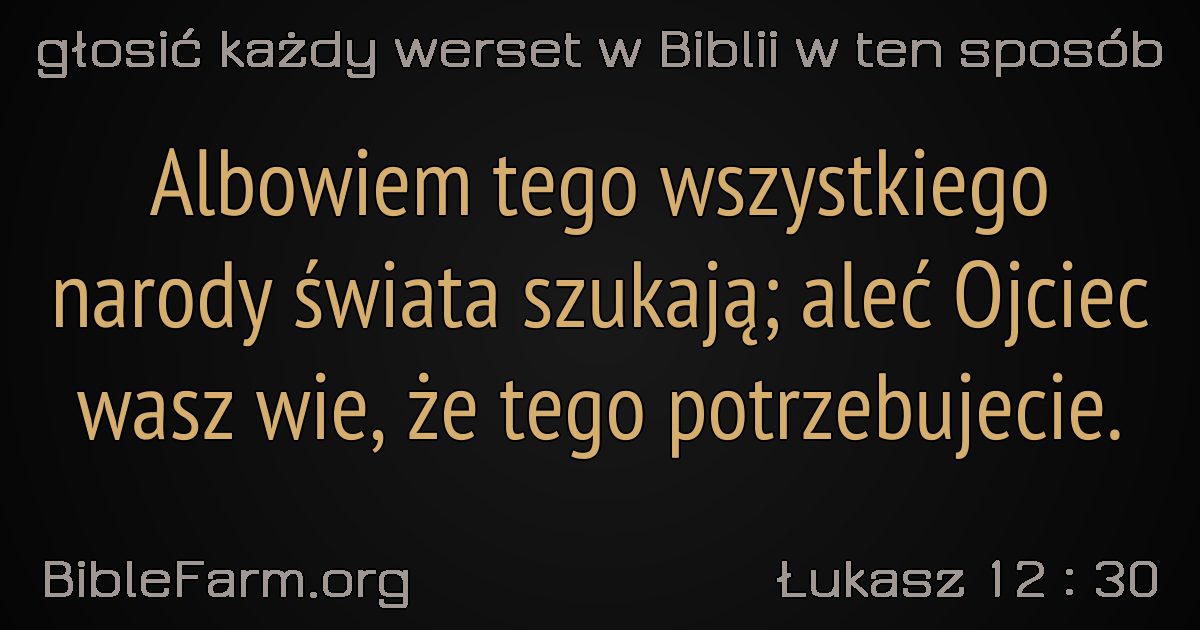 głosić każdy werset w Biblii w ten sposób
Albowiem tego wszystkiego
narody świata szukają; aleć Ojciec
wasz wie, że tego potrzebujecie.
BibleFarm.org
Łukasz 12 : 30